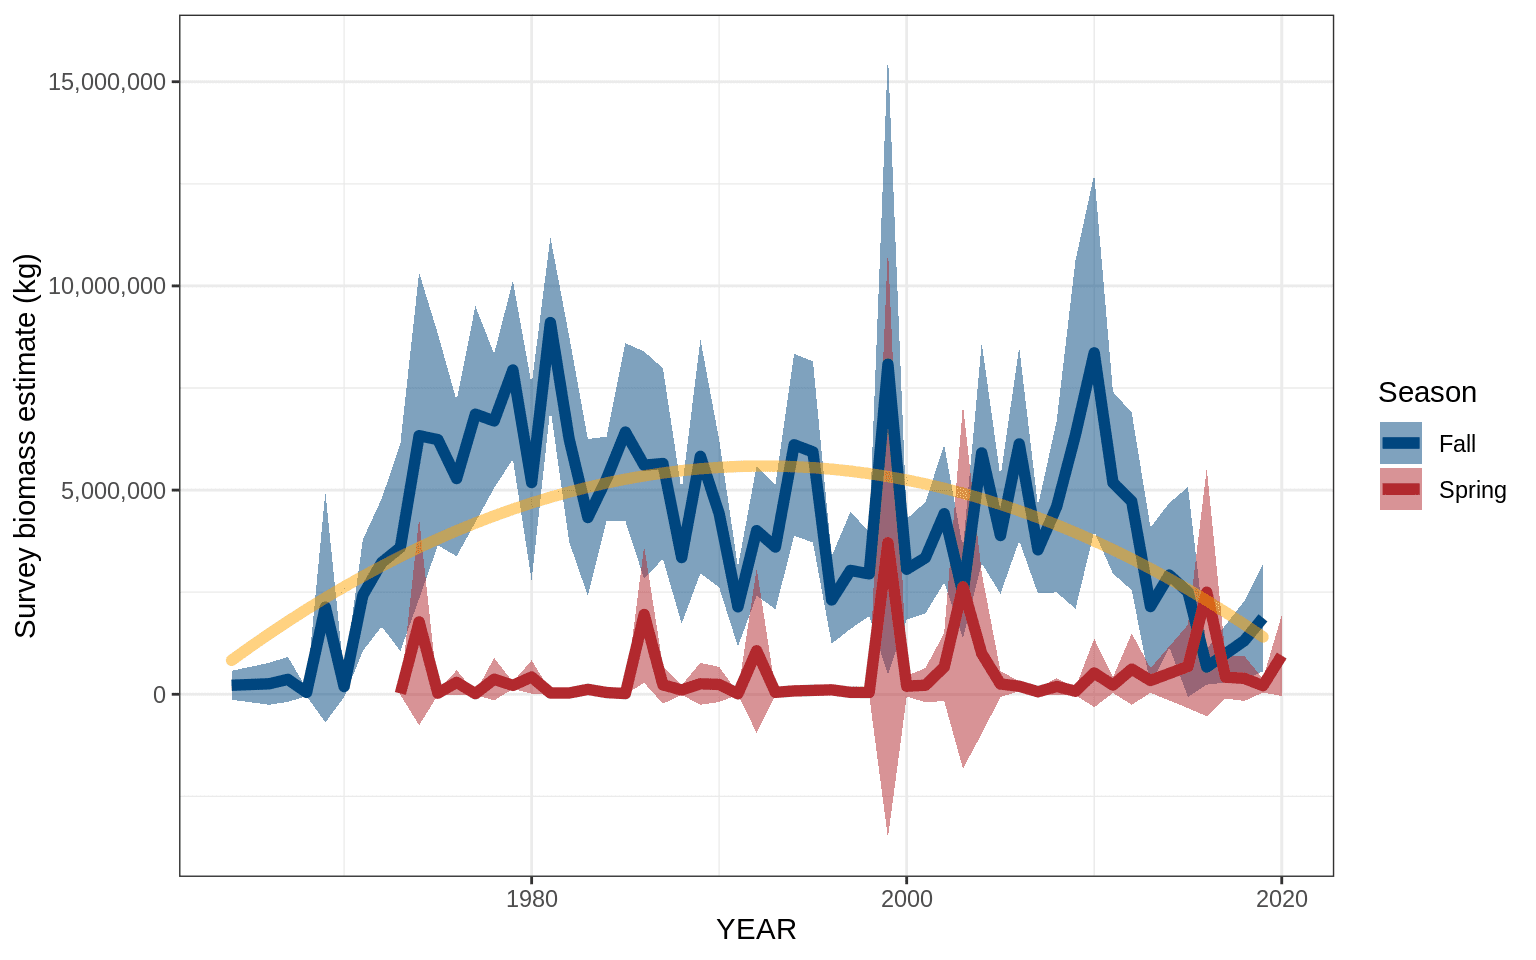 15,000,000
10,000,000
5,000,000
0
Survey biomass estimate (kg)
1980
2000
2020
YEAR
Season
Fall
Spring